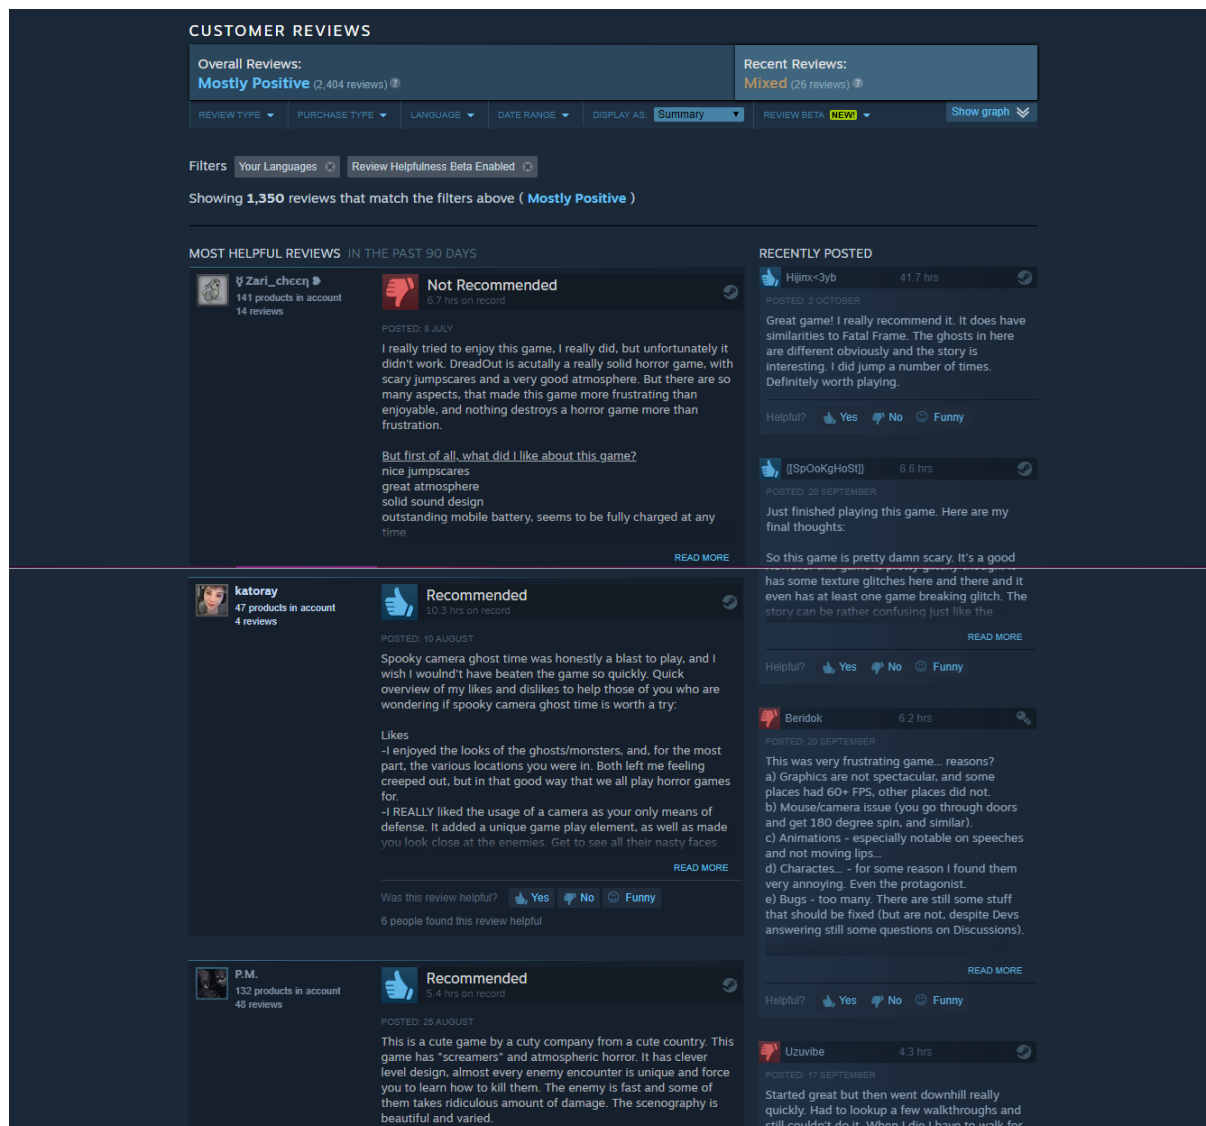 CUSTOMER REVIEWS
Overall Reviews:
Mostly Positive (2,404 reviews) ?
Recent Reviews:
Mixed (26 reviews) ?
REVIEW TYPE PURCHASE TYPE LANGUAGE DATE RANGE DISPLAY AS: Summary REVIEW BETA NEW! Show graph
Filters Your Languages Review Helpfulness Beta Enabled
Showing 1,350 reviews that match the filters above ( Mostly Positive )
MOST HELPFUL REVIEWS IN THE PAST 90 DAYS
141 products in account
14 reviews
Not Recommended
6.7 hrs on record
POSTED: 8 JULY
I really tried to enjoy this game, I really did, but unfortunately it
didn't work. DreadOut is acutally a really solid horror game, with
scary jumpscares and a very good atmosphere. But there are so
many aspects, that made this game more frustrating than
enjoyable, and nothing destroys a horror game more than
frustration.
But first of all, what did I like about this game?
nice jumpscares
great atmosphere
solid sound design
outstanding mobile battery, seems to be fully charged at any
time
READ MORE
katoray
47 products in account
4 reviews
Recommended
10.3 hrs on record
POSTED: 10 AUGUST
Spooky camera ghost time was honestly a blast to play, and I
wish I woulnd't have beaten the game so quickly. Quick
overview of my likes and dislikes to help those of you who are
wondering if spooky camera ghost time is worth a try:
Likes
-I enjoyed the looks of the ghosts/monsters, and, for the most
part, the various locations you were in. Both left me feeling
creeped out, but in that good way that we all play horror games
for.
-I REALLY liked the usage of a camera as your only means of
defense. It added a unique game play element, as well as made
you look close at the enemies. Get to see all their nasty faces
READ MORE
Was this review helpful? Yes No Funny
6 people found this review helpful
P.M.
132 products in account
48 reviews
Recommended
5.4 hrs on record
POSTED: 25 AUGUST
This is a cute game by a cuty company from a cute country. This
game has "screamers" and atmospheric horror. It has clever
level design, almost every enemy encounter is unique and force
you to learn how to kill them. The enemy is fast and some of
them takes ridiculous amount of damage. The scenography is
beautiful and varied.
RECENTLY POSTED
Hijinx<3yb 41.7 hrs
POSTED: 2 OCTOBER
Great game! I really recommend it. It does have
similarities to Fatal Frame. The ghosts in here
are different obviously and the story is
interesting. I did jump a number of times.
Definitely worth playing.
Helpful? Yes No Funny
{[SpOoKgHoSt]} 6.6 hrs
POSTED: 20 SEPTEMBER
Just finished playing this game. Here are my
final thoughts:
So this game is pretty damn scary. It's a good
has some texture glitches here and there and it
even has at least one game breaking glitch. The
story can be rather confusing just like the
READ MORE
Helpful? Yes No Funny
Beridok 6.2 hrs
POSTED: 20 SEPTEMBER
This was very frustrating game... reasons?
a) Graphics are not spectacular, and some
places had 60+ FPS, other places did not.
b) Mouse/camera issue (you go through doors
and get 180 degree spin, and similar).
c) Animations - especially notable on speeches
and not moving lips...
d) Charactes... - for some reason I found them
very annoying. Even the protagonist.
e) Bugs - too many. There are still some stuff
that should be fixed (but are not, despite Devs
answering still some questions on Discussions).
READ MORE
Helpful? Yes No Funny
Uzuvibe 4.3 hrs
POSTED: 17 SEPTEMBER
Started great but then went downhill really
quickly. Had to lookup a few walkthroughs and
still couldn't do it. When I die I have to walk for